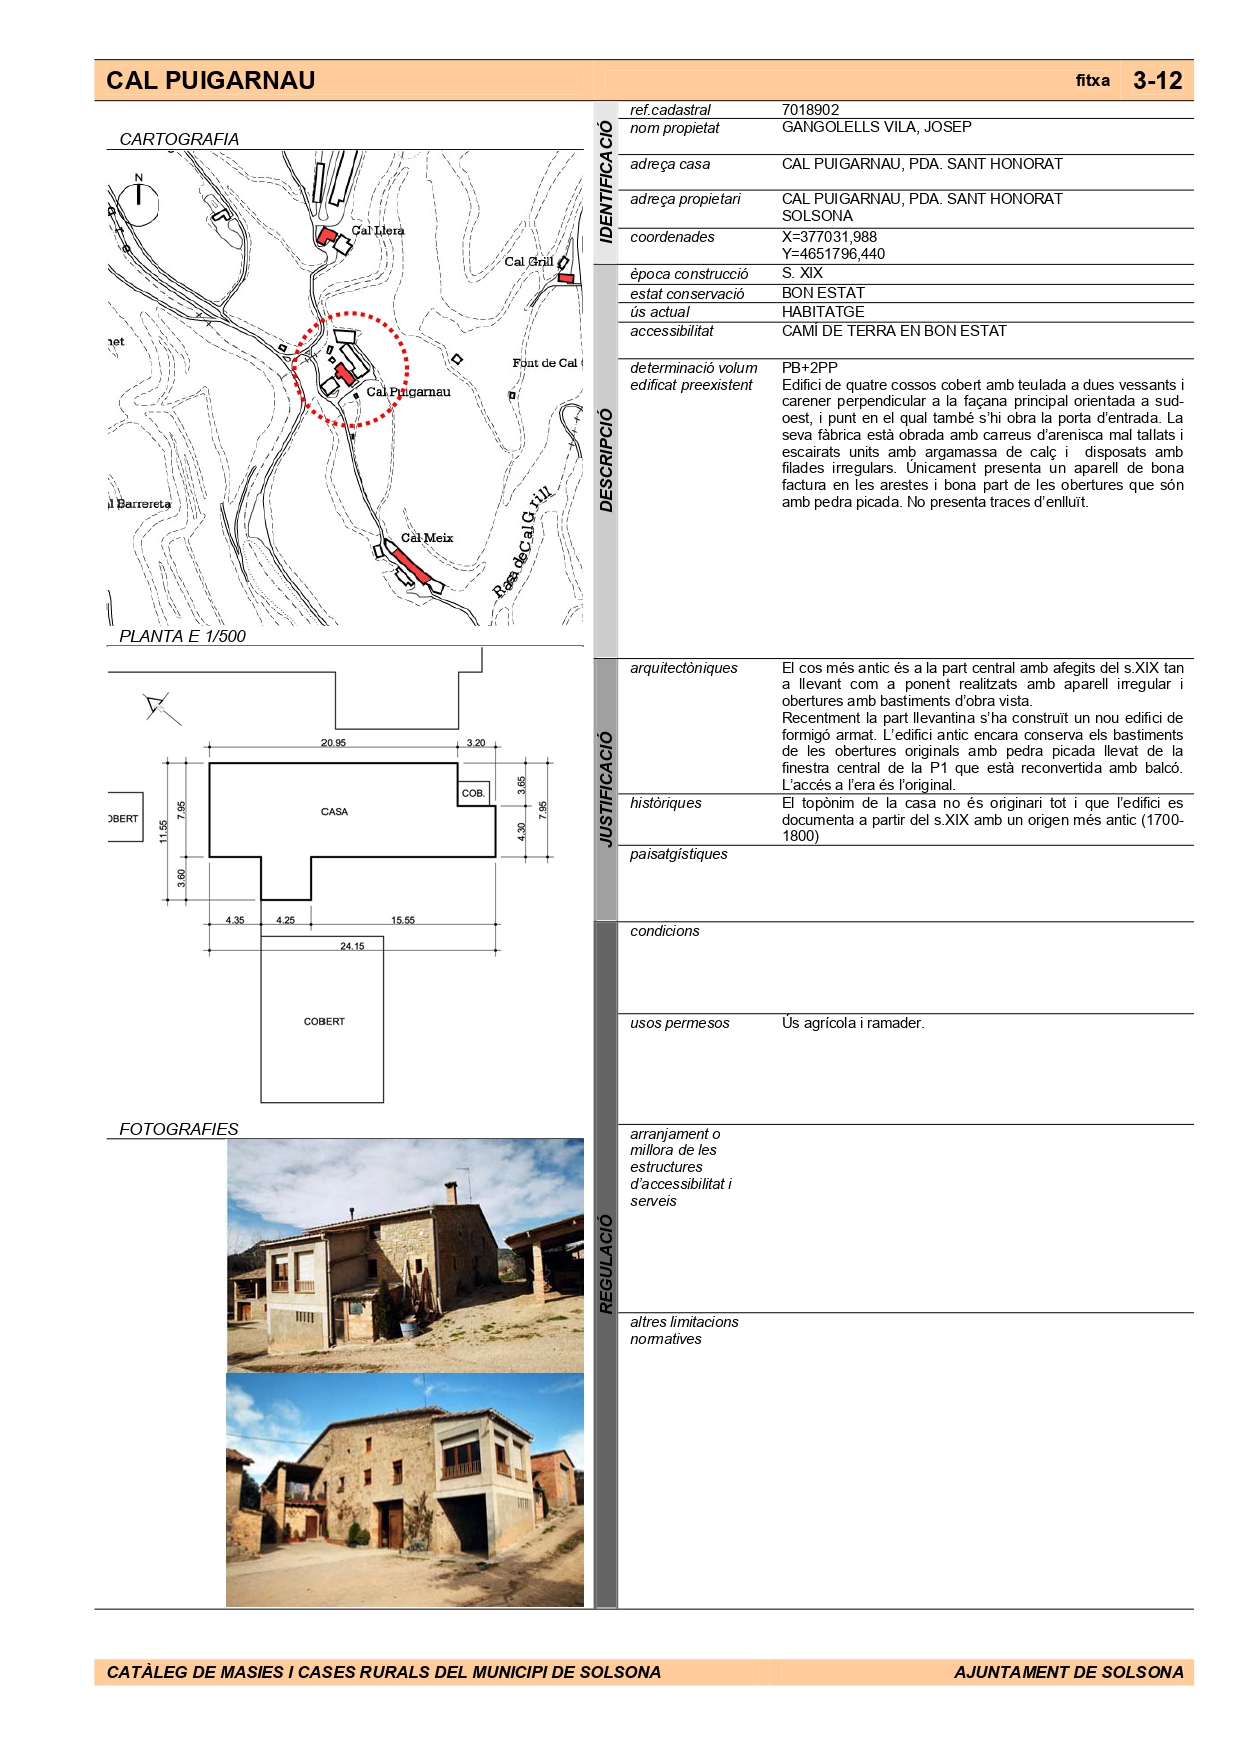 CAL PUIGARNAU
fitxa 3-12
CARTOGRAFIA
N
Cal Llera
Cal Grill
Font de Cal
Cal Puigarnau
l Barrereta
Cal Meix
Rasa de Cal Grill
PLANTA E 1/500
20.95
3.20
COB.
3.65
7.95
4.30
CASA
OBERT
11.55
7.95
3.60
4.35
4.25
15.55
24.15
COBERT
FOTOGRAFIES
IDENTIFICACIÓ
ref.cadastral 7018902
nom propietat GANGOLELLS VILA, JOSEP
adreça casa CAL PUIGARNAU, PDA. SANT HONORAT
adreça propietari CAL PUIGARNAU, PDA. SANT HONORAT
SOLSONA
coordenades X=377031,988
Y=4651796,440
DESCRIPCIÓ
època construcció S. XIX
estat conservació BON ESTAT
ús actual HABITATGE
accessibilitat CAMÍ DE TERRA EN BON ESTAT
determinació volum PB+2PP
edificat preexistent Edifici de quatre cossos cobert amb teulada a dues vessants i
carener perpendicular a la façana principal orientada a sud-
oest, i punt en el qual també s’hi obra la porta d’entrada. La
seva fàbrica està obrada amb carreus d’arenisca mal tallats i
escairats units amb argamassa de calç i disposats amb
filades irregulars. Únicament presenta un aparell de bona
factura en les arestes i bona part de les obertures que són
amb pedra picada. No presenta traces d’enlluït.
JUSTIFICACIÓ
arquitectòniques El cos més antic és a la part central amb afegits del s.XIX tan
a llevant com a ponent realitzats amb aparell irregular i
obertures amb bastiments d’obra vista.
Recentment la part llevantina s’ha construït un nou edifici de
formigó armat. L’edifici antic encara conserva els bastiments
de les obertures originals amb pedra picada llevat de la
finestra central de la P1 que està reconvertida amb balcó.
L’accés a l’era és l’original.
històriques El topònim de la casa no és originari tot i que l’edifici es
documenta a partir del s.XIX amb un origen més antic (1700-
1800)
paisatgístiques
REGULACIÓ
condicions
usos permesos Ús agrícola i ramader.
arranjament o
millora de les
estructures
d’accessibilitat i
serveis
altres limitacions
normatives
CATÀLEG DE MASIES I CASES RURALS DEL MUNICIPI DE SOLSONA
AJUNTAMENT DE SOLSONA